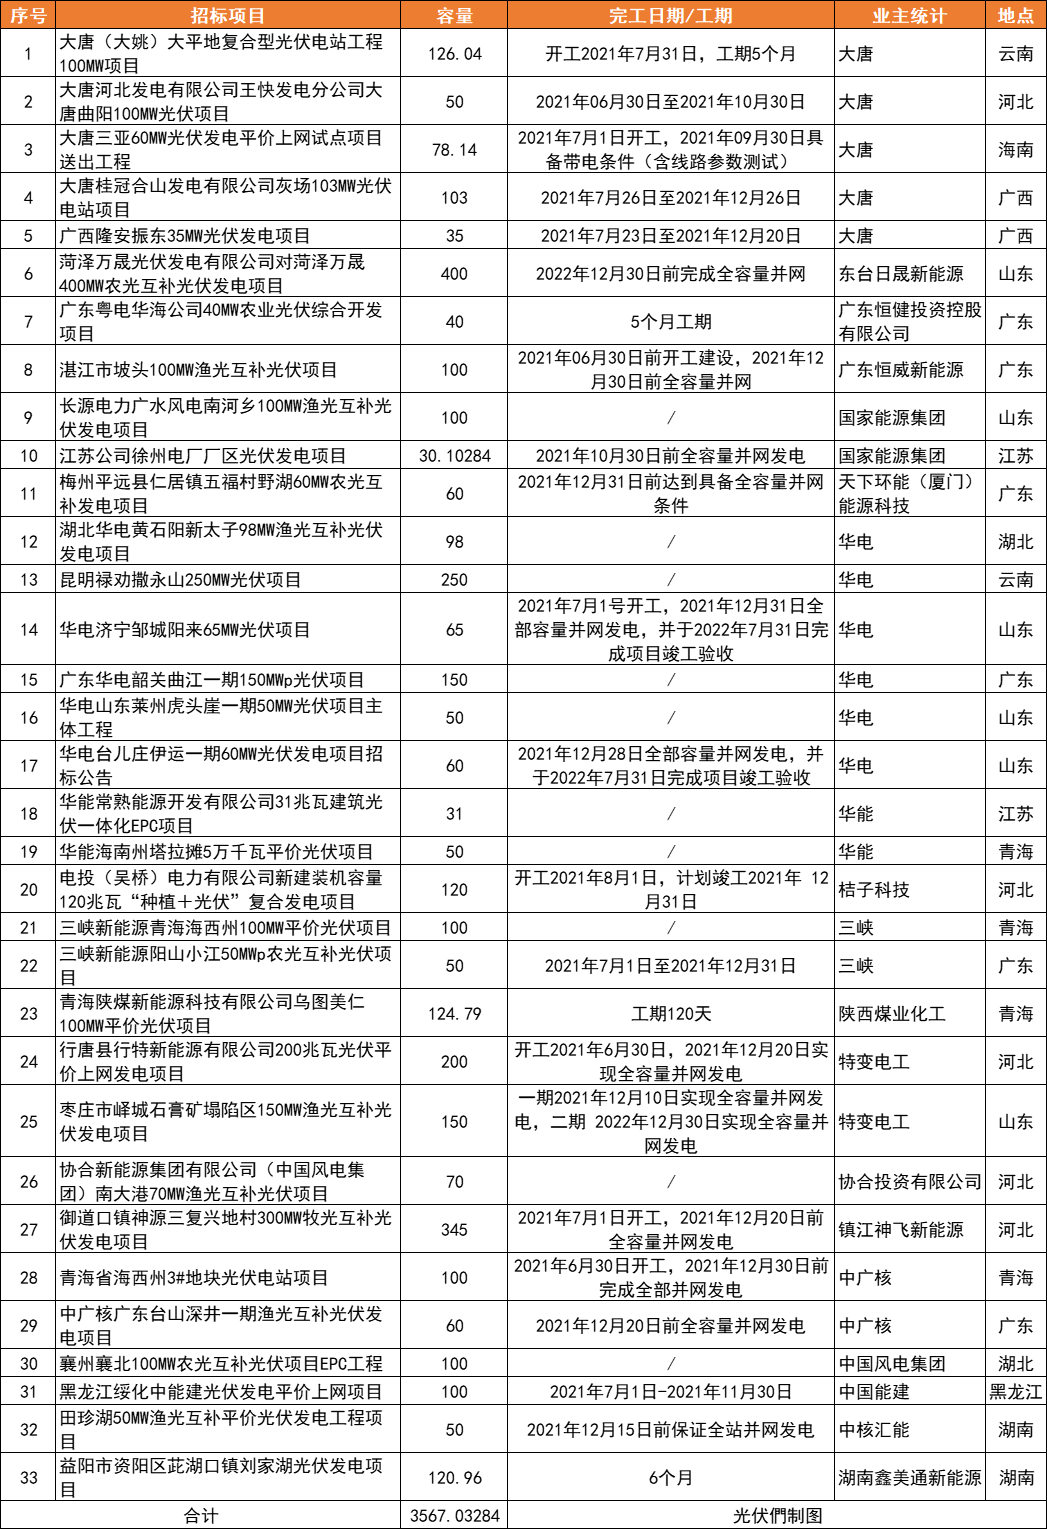 序号 招标项目 容量 完工日期/工期 业主统计 地点
1 大唐（大姚）大平地复合型光伏电站工程 126.04 开工2021年7月31日，工期5个月 大唐 云南
100MW项目
2 大唐河北发电有限公司王快发电分公司大 50 2021年06月30日至2021年10月30日 大唐 河北
唐曲阳100MW光伏项目
3 大唐三亚60MW光伏发电平价上网试点项目 78.14 2021年7月1日开工，2021年09月30日具 大唐 海南
送出工程 备带电条件（含线路参数测试）
4 大唐桂冠合山发电有限公司灰场103MW光伏 103 2021年7月26日至2021年12月26日 大唐 广西
电站项目
5 广西隆安振东35MW光伏发电项目 35 2021年7月23日至2021年12月20日 大唐 广西
6 菏泽万晟光伏发电有限公司对菏泽万晟 400 2022年12月30日前完成全容量并网 东台日晟新能源 山东
400MW农光互补光伏发电项目
7 广东粤电华海公司40MW农业光伏综合开发 40 5个月工期 广东恒健投资控股 广东
项目 有限公司
8 湛江市坡头100MW渔光互补光伏项目 100 2021年06月30日前开工建设，2021年12 广东恒威新能源 广东
月30日前全容量并网
9 长源电力广水风电南河乡100MW渔光互补光 100 / 国家能源集团 山东
伏发电项目
10 江苏公司徐州电厂厂区光伏发电项目 30.10284 2021年10月30日前全容量并网发电 国家能源集团 江苏
11 梅州平远县仁居镇五福村野湖60MW农光互 60 2021年12月31日前达到具备全容量并网 天下环能（厦门） 广东
补发电项目 条件 能源科技
12 湖北华电黄石阳新太子98MW渔光互补光伏 98 / 华电 湖北
发电项目
13 昆明禄劝撒永山250MW光伏项目 250 / 华电 云南
14 华电济宁邹城阳来65MW光伏项目 65 2021年7月1号开工，2021年12月31日全 华电 山东
部容量并网发电，并于2022年7月31日完
成项目竣工验收
15 广东华电韶关曲江一期150MWp光伏项目 150 / 华电 广东
16 华电山东莱州虎头崖一期50MW光伏项目主 50 / 华电 山东
体工程
17 华电台儿庄伊运一期60MW光伏发电项目招 60 2021年12月28日全部容量并网发电，并 华电 山东
标公告 于2022年7月31日完成项目竣工验收
18 华能常熟能源开发有限公司31兆瓦建筑光 31 / 华能 江苏
伏一体化EPC项目
19 华能海南州塔拉摊5万千瓦平价光伏项目 50 / 华能 青海
20 电投（吴桥）电力有限公司新建装机容量 120 开工2021年8月1日，计划竣工2021年 12 桔子科技 河北
120兆瓦“种植＋光伏”复合发电项目 月31日
21 三峡新能源青海海西州100MW平价光伏项目 100 / 三峡 青海
22 三峡新能源阳山小江50MWp农光互补光伏项 50 2021年7月1日至2021年12月31日 三峡 广东
目
23 青海陕煤新能源科技有限公司乌图美仁 124.79 工期120天 陕西煤业化工 青海
100MW平价光伏项目
24 行唐县行特新能源有限公司200兆瓦光伏平 200 开工2021年6月30日，2021年12月20日实 特变电工 河北
价上网发电项目 现全容量并网发电
25 枣庄市峄城石膏矿塌陷区150MW渔光互补光 150 一期2021年12月10日实现全容量并网发 特变电工 山东
伏发电项目 电，二期 2022年12月30日实现全容量并
网发电
26 协合新能源集团有限公司（中国风电集 70 / 协合投资有限公司 河北
团）南大港70MW渔光互补光伏项目
27 御道口镇神源三复兴地村300MW牧光互补光 345 2021年7月1日开工，2021年12月20日前 镇江神飞新能源 河北
伏发电项目 全容量并网发电
28 青海省海西州3#地块光伏电站项目 100 2021年6月30日开工，2021年12月30日前 中广核 青海
完成全部并网发电
29 中广核广东台山深井一期渔光互补光伏发 60 2021年12月20日前全容量并网发电 中广核 广东
电项目
30 襄州襄北100MW农光互补光伏项目EPC工程 100 / 中国风电集团 湖北
31 黑龙江绥化中能建光伏发电平价上网项目 100 2021年7月1日-2021年11月30日 中国能建 黑龙江
32 田珍湖50MW渔光互补平价光伏发电工程项 50 2021年12月15日前保证全站并网发电 中核汇能 湖南
目
33 益阳市资阳区茈湖口镇刘家湖光伏发电项 120.96 6个月 湖南鑫美通新能源 湖南
目
合计 3567.03284 光伏們制图